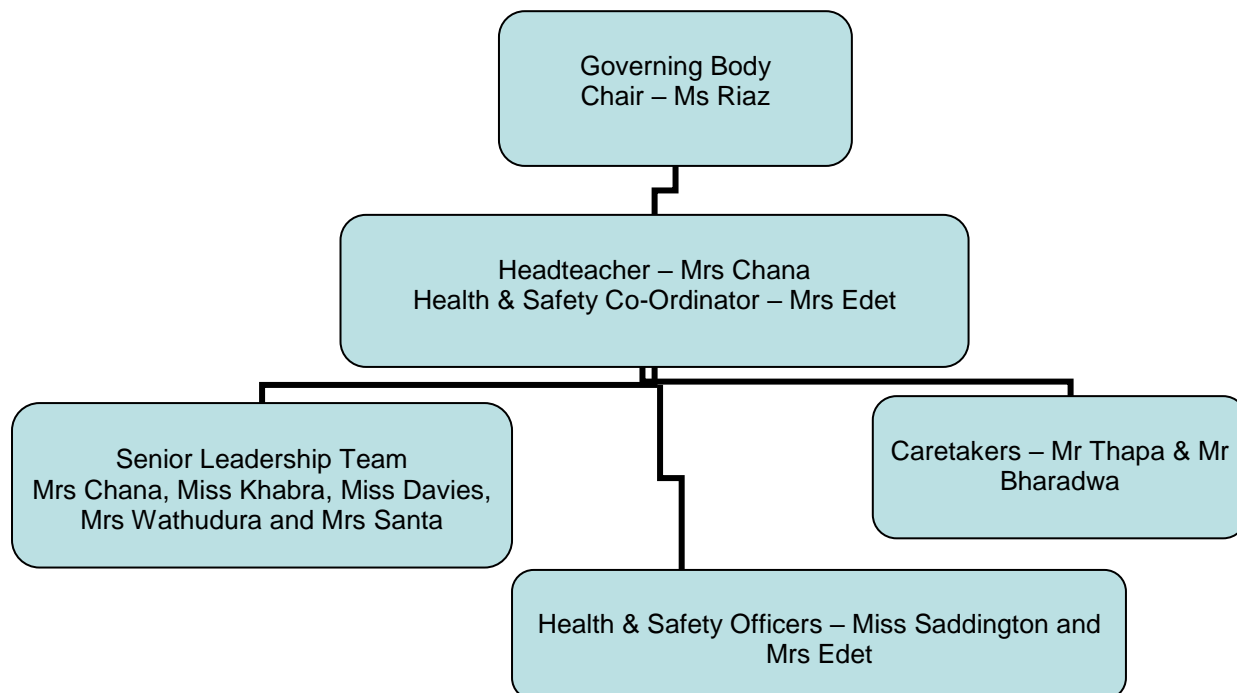 Governing Body
Chair – Ms Riaz
Headteacher – Mrs Chana
Health & Safety Co-Ordinator – Mrs Edet
Senior Leadership Team
Mrs Chana, Miss Khabra, Miss Davies,
Mrs Wathudura and Mrs Santa
Caretakers – Mr Thapa & Mr
Bharadwa
Health & Safety Officers – Miss Saddington and
Mrs Edet